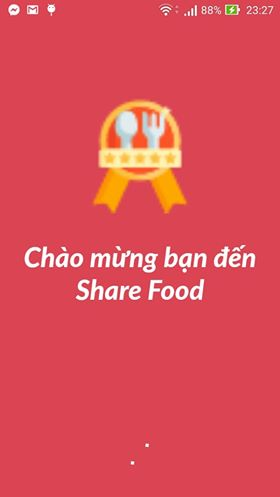 88% 23:27
Chào mừng bạn đến
Share Food